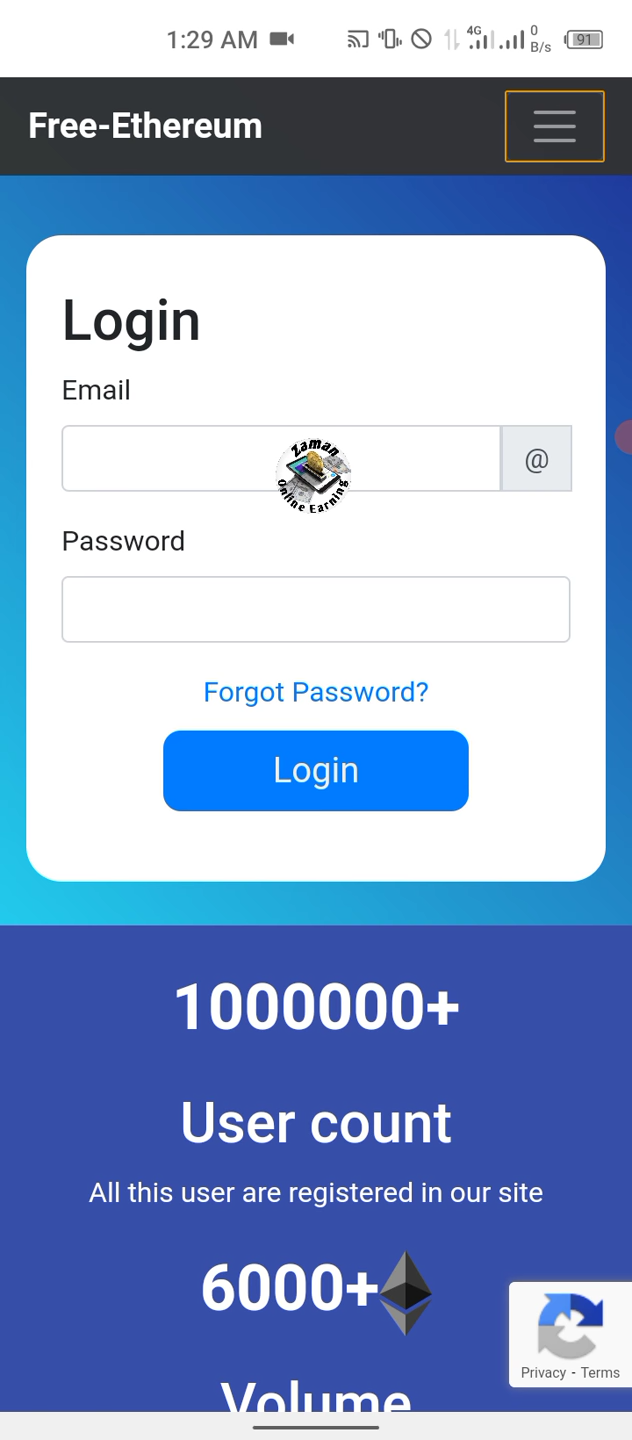 1:29 AM
4G
0
B/s
91
Free-Ethereum
Login
Email
@
Zaman
Online Earning
Password
Forgot Password?
Login
1000000+
User count
All this user are registered in our site
6000+
Privacy - Terms
Volume